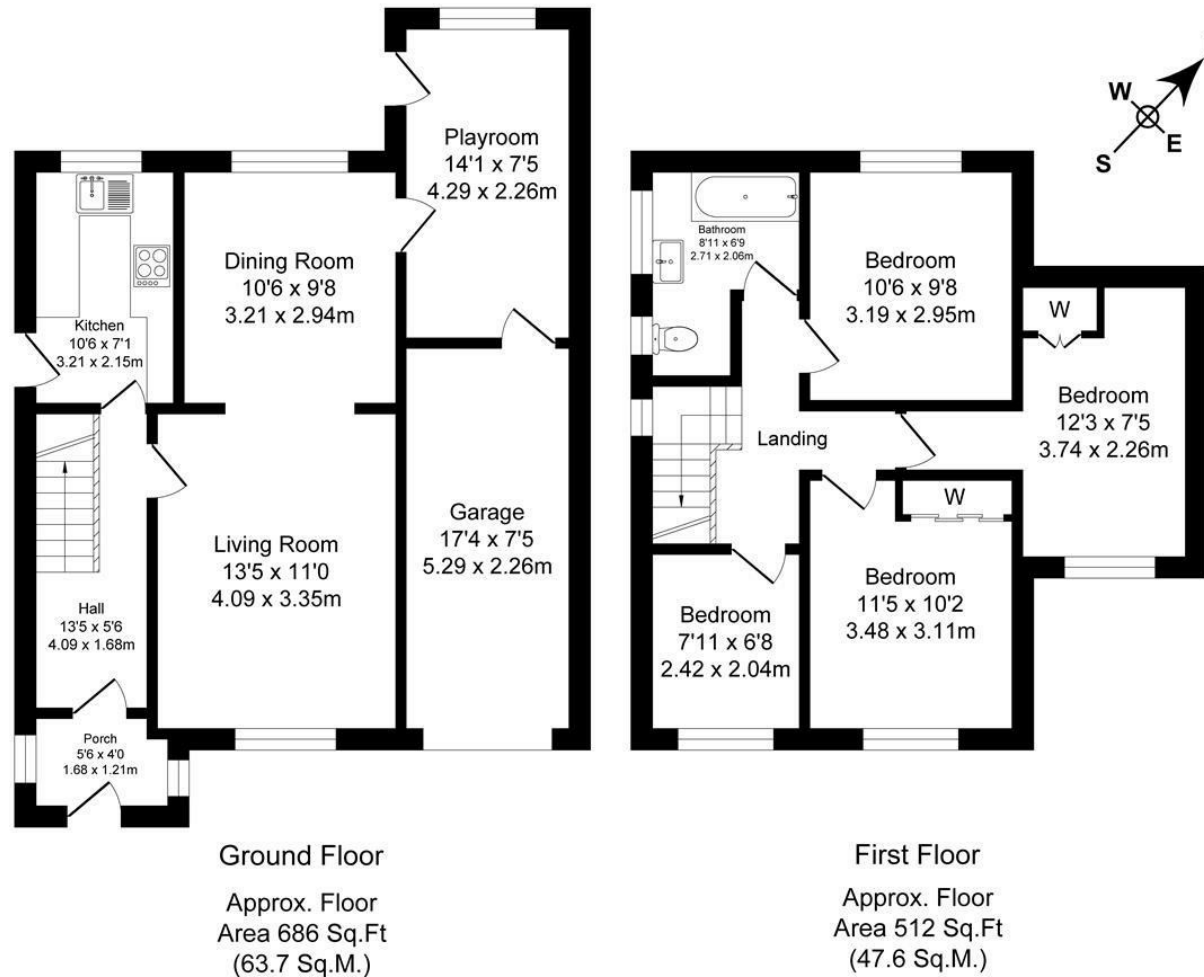 Playroom
14'1 x 7'5
4.29 x 2.26m
Dining Room
10'6 x 9'8
3.21 x 2.94m
Kitchen
10'6 x 7'1
3.21 x 2.15m
Living Room
13'5 x 11'0
4.09 x 3.35m
Garage
17'4 x 7'5
5.29 x 2.26m
Hall
13'5 x 5'6
4.09 x 1.68m
Porch
5'6 x 4'0
1.68 x 1.21m
Ground Floor
Approx. Floor
Area 686 Sq.Ft
(63.7 Sq.M.)
W
E
S
Bathroom
8'11 x 6'9
2.71 x 2.06m
Bedroom
10'6 x 9'8
3.19 x 2.95m
W
Bedroom
12'3 x 7'5
3.74 x 2.26m
Landing
W
Bedroom
11'5 x 10'2
3.48 x 3.11m
Bedroom
7'11 x 6'8
2.42 x 2.04m
First Floor
Approx. Floor
Area 512 Sq.Ft
(47.6 Sq.M.)